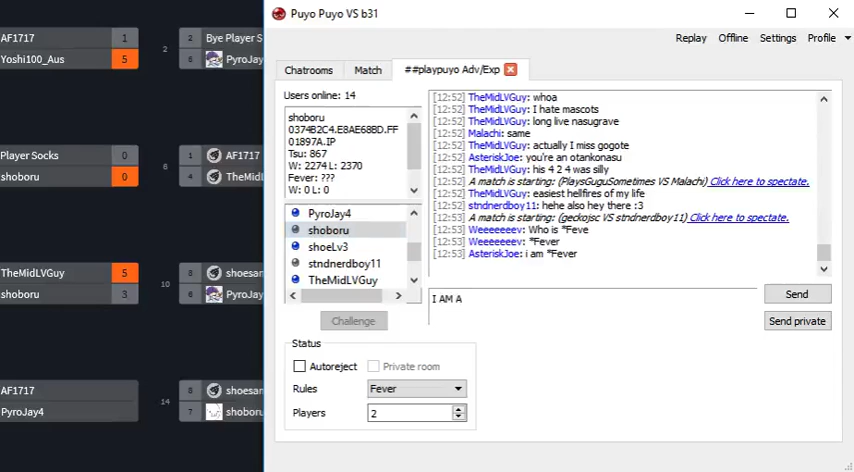 AF1717 1
Yoshi100_Aus 5
2
2 Bye Player S
6 PyroJay
Player Socks 0
shoboru 0
6
1 AF1717
4 TheMidL
TheMidLVGuy 5
shoboru 3
10
8 shoesan
PyroJay
AF1717
PyroJay4
14
8 shoesan
7 shoboru
Puyo Puyo VS b31
Replay Offline Settings Profile
Chatrooms Match ##playpuyo Adv/Exp
Users online: 14
shoboru
0374B2C4.E8AE68BD.FF
01897A.IP
Tsu: 867
W: 2274 L: 2370
Fever: ???
W: 0 L: 0
PyroJay4
shoboru
shoeLv3
stndnerdboy11
TheMidLVGuy
Challenge
[12:52] TheMidLVGuy: whoa
[12:52] TheMidLVGuy: I hate mascots
[12:52] TheMidLVGuy: long live nasugrave
[12:52] Malachi: same
[12:52] TheMidLVGuy: actually I miss gogote
[12:52] AsteriskJoe: you're an otankonasu
[12:52] TheMidLVGuy: his 4 2 4 was silly
[12:52] A match is starting: (PlaysGuguSometimes VS Malachi) Click here to spectate.
[12:52] TheMidLVGuy: easiest hellfires of my life
[12:52] stndnerdboy11: hehe also hey there :3
[12:53] A match is starting: (geckojsc VS stndnerdboy11) Click here to spectate.
[12:53] Weeeeeeev: Who is *Feve
[12:53] Weeeeeeev: *Fever
[12:53] AsteriskJoe: i am *Fever
I AM A
Send
Send private
Status
Autoreject Private room
Rules Fever
Players 2